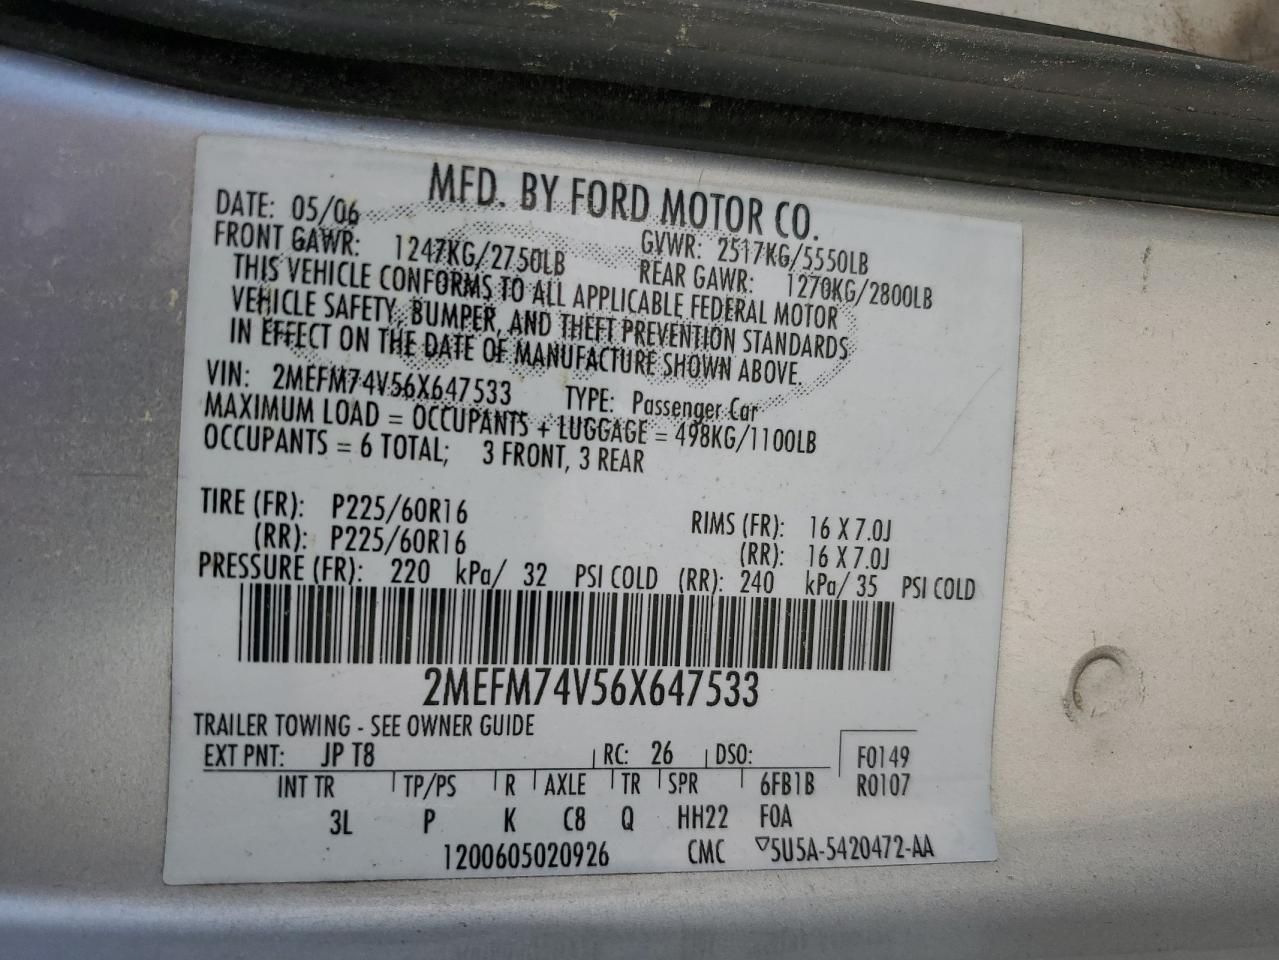 MFD. BY FORD MOTOR CO.
DATE: 05/06 GVWR: 2517KG/5550LB
FRONT GAWR: 1247KG/2750LB REAR GAWR: 1270KG/2800LB
THIS VEHICLE CONFORMS TO ALL APPLICABLE FEDERAL MOTOR
VEHICLE SAFETY, BUMPER, AND THEFT PREVENTION STANDARDS
IN EFFECT ON THE DATE OF MANUFACTURE SHOWN ABOVE.
VIN: 2MEFM74V56X647533 TYPE: Passenger Car
MAXIMUM LOAD = OCCUPANTS + LUGGAGE = 498KG/1100LB
OCCUPANTS = 6 TOTAL; 3 FRONT, 3 REAR
TIRE (FR): P225/60R16 RIMS (FR): 16 X 7.0J
(RR): P225/60R16 (RR): 16 X 7.0J
PRESSURE (FR): 220 kPa/ 32 PSI COLD (RR): 240 kPa/ 35 PSI COLD
2MEFM74V56X647533
TRAILER TOWING - SEE OWNER GUIDE
EXT PNT: JP T8 RC: 26 DSO: F0149
INT TR TP/PS R AXLE TR SPR 6FB1B R0107
3L P K C8 Q HH22 FOA
1200605020926 CMC ▽5U5A-5420472-AA